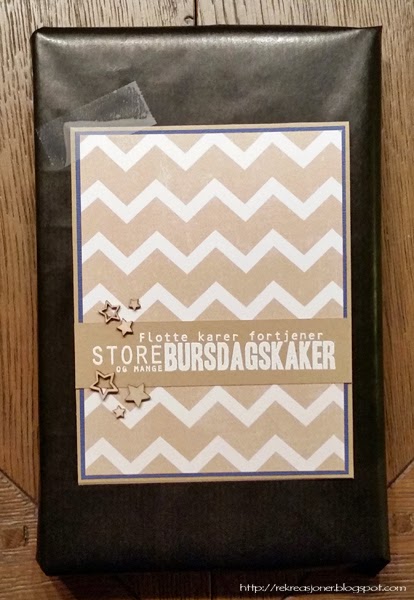 Flotte karer fortjener
STORE BURSDAGSKAKER
OG MANGE
http://rekreasjoner.blogspot.com